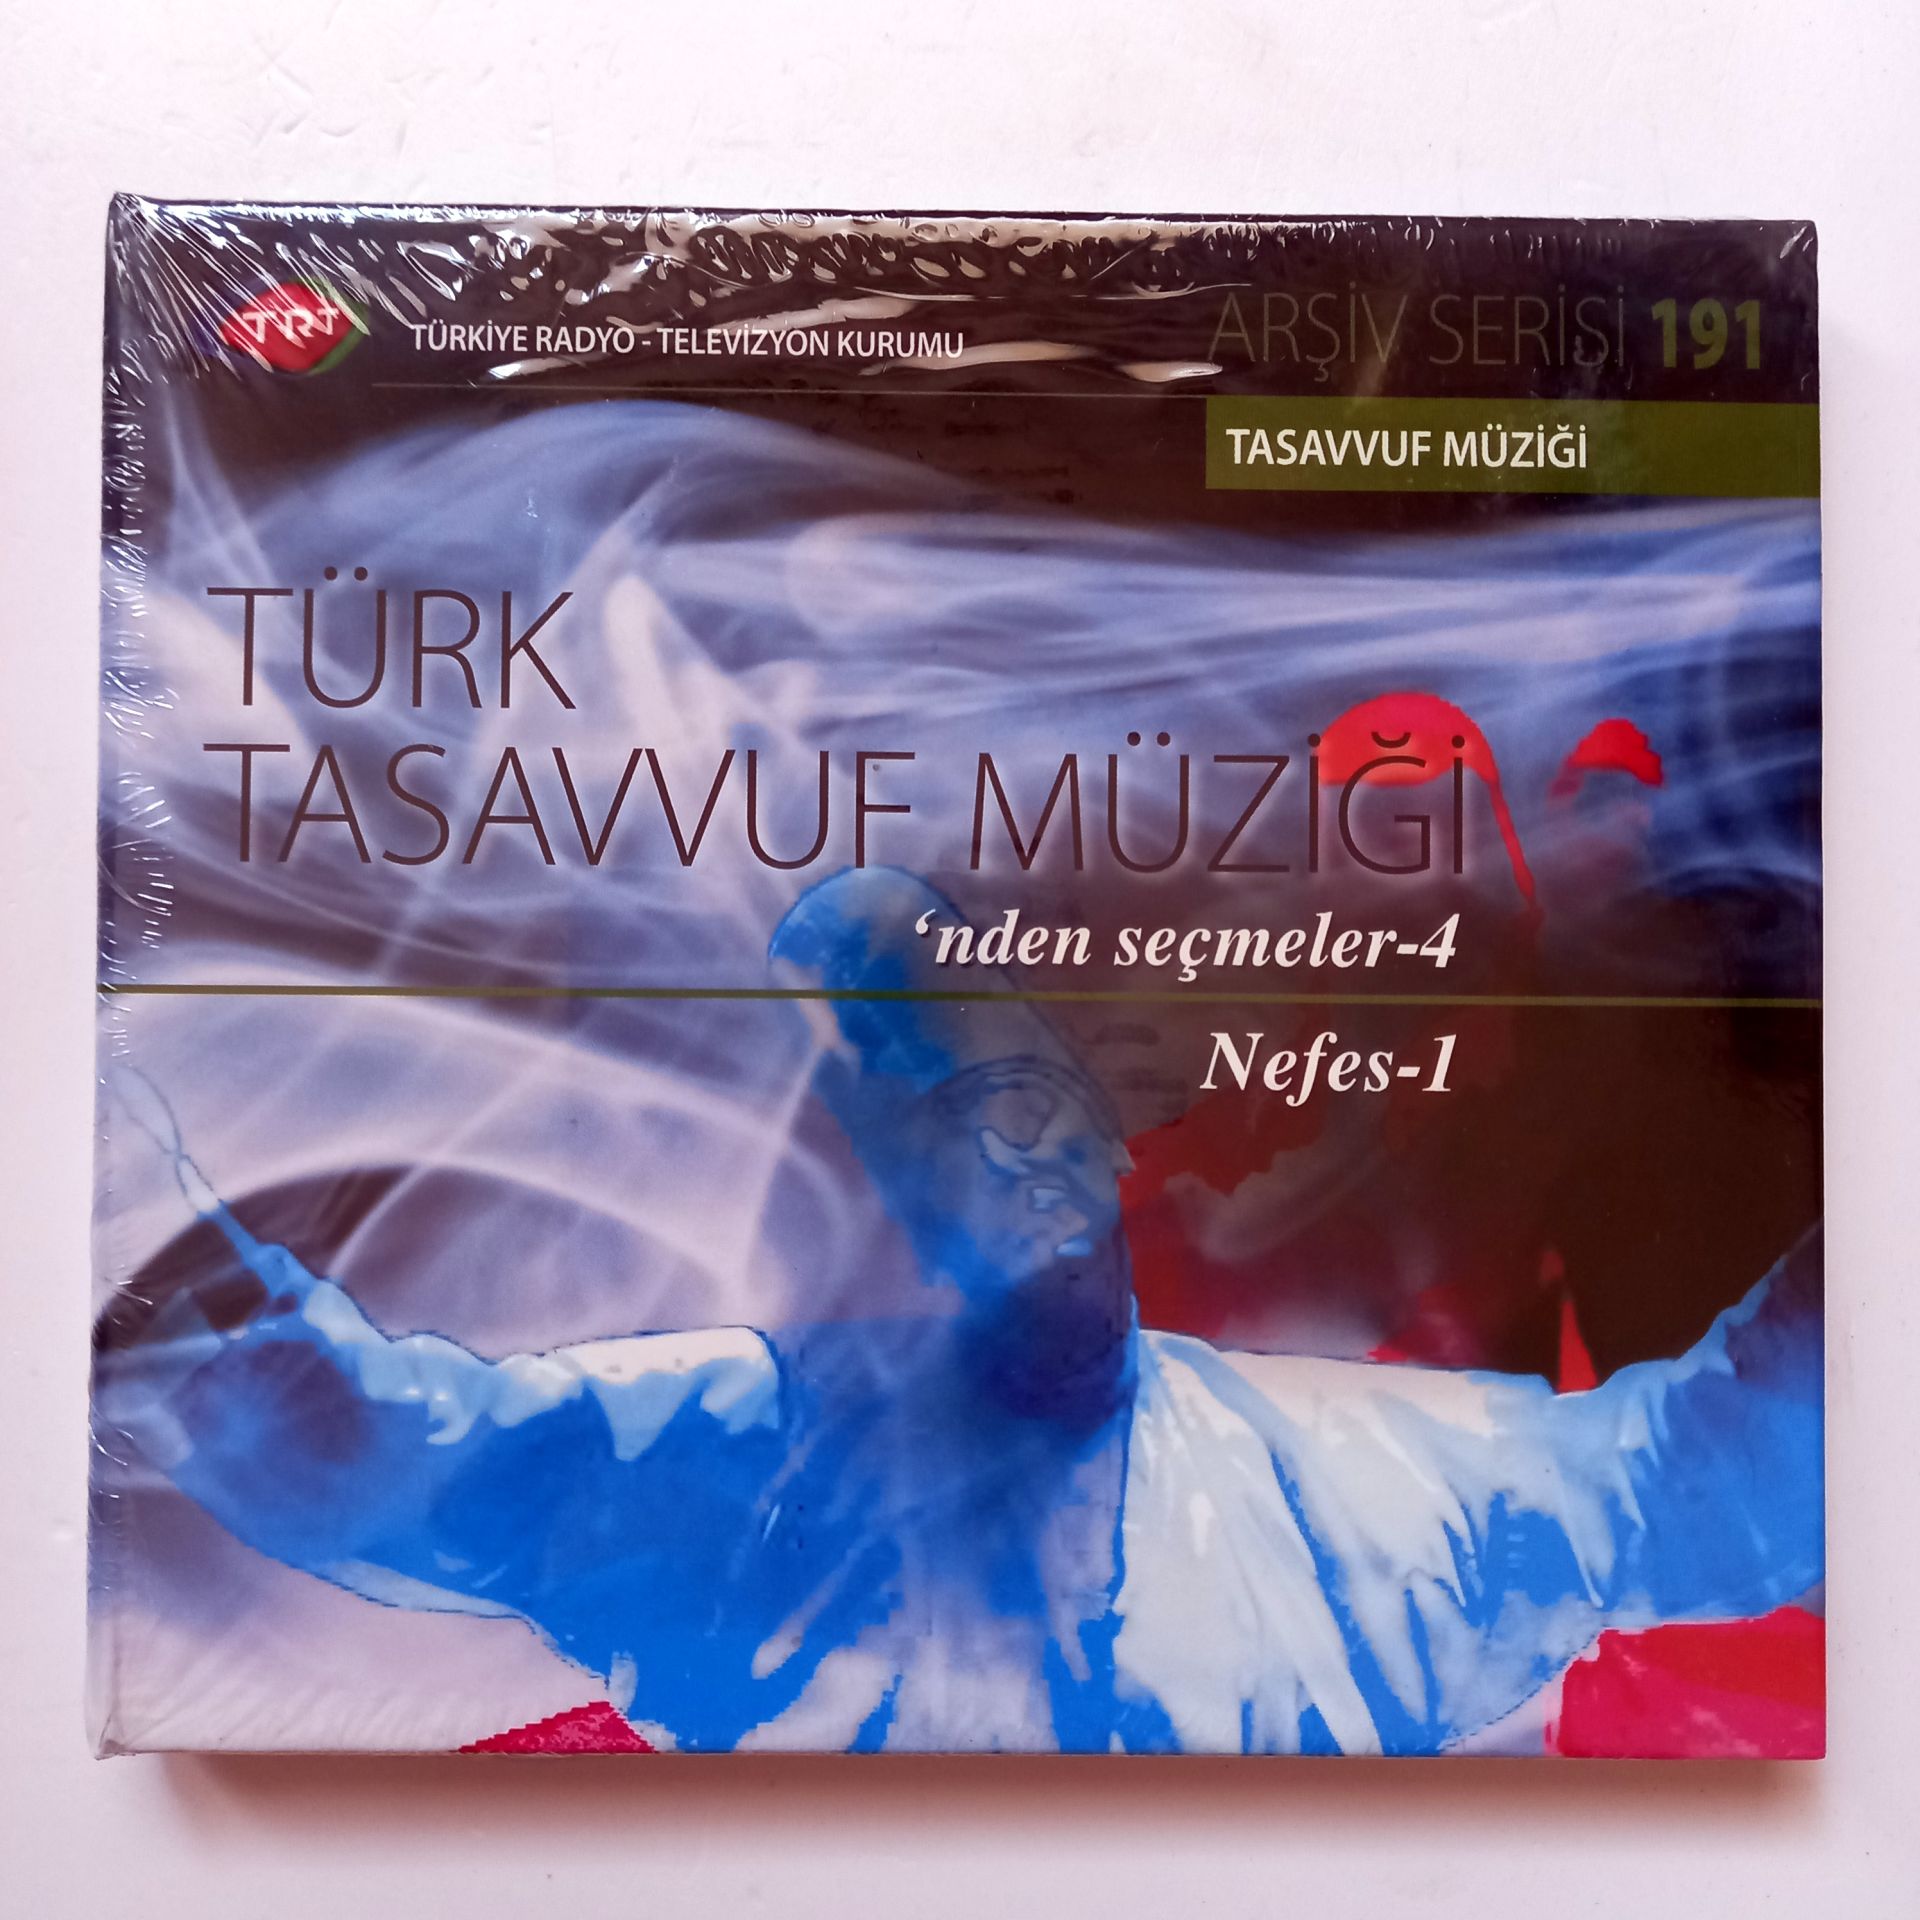 TRT
TÜRKİYE RADYO - TELEVİZYON KURUMU
ARŞİV SERİSİ 191
TASAVVUF MÜZİĞİ
TÜRK
TASAVVUF MÜZİĞİ
‘nden seçmeler-4
Nefes-1